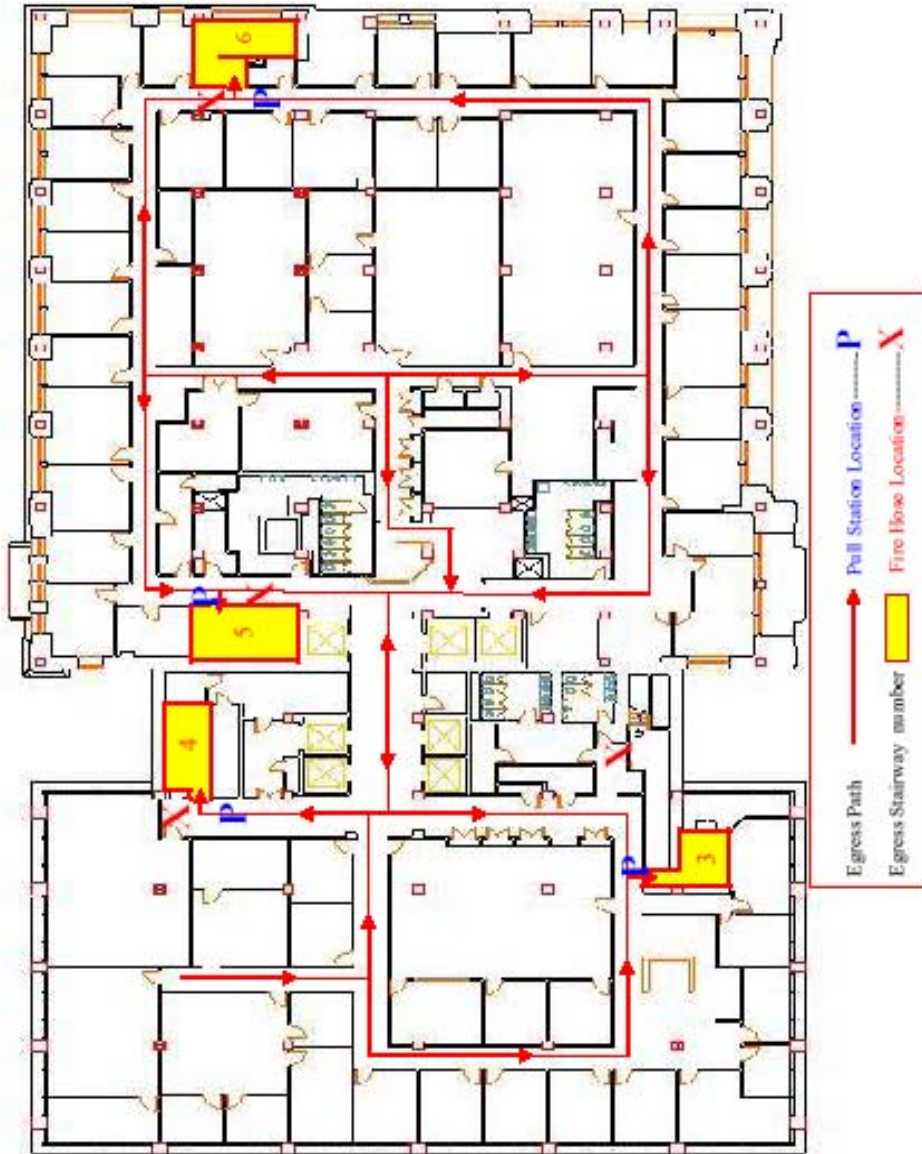 6
X
P
P
X
5
4
X
P
X
P
3
Egress Path Pull Station Location------P
Egress Stairway number Fire Hose Location---------X